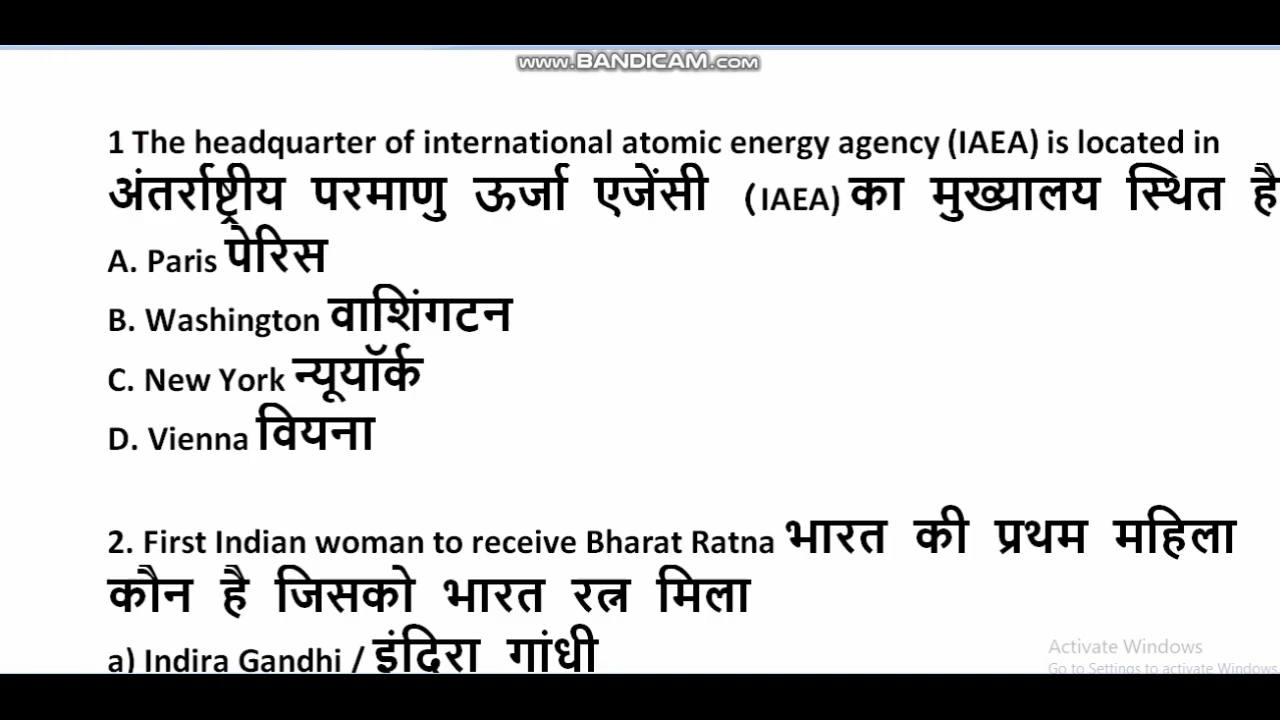 www.BANDICAM.com
1 The headquarter of international atomic energy agency (IAEA) is located in
अंतर्राष्ट्रीय परमाणु ऊर्जा एजेंसी (IAEA) का मुख्यालय स्थित है
A. Paris पेरिस
B. Washington वाशिंगटन
C. New York न्यूयॉर्क
D. Vienna वियना
2. First Indian woman to receive Bharat Ratna भारत की प्रथम महिला
कौन है जिसको भारत रत्न मिला
a) Indira Gandhi / इंदिरा गांधी
Activate Windows
Go to Settings to activate Windows